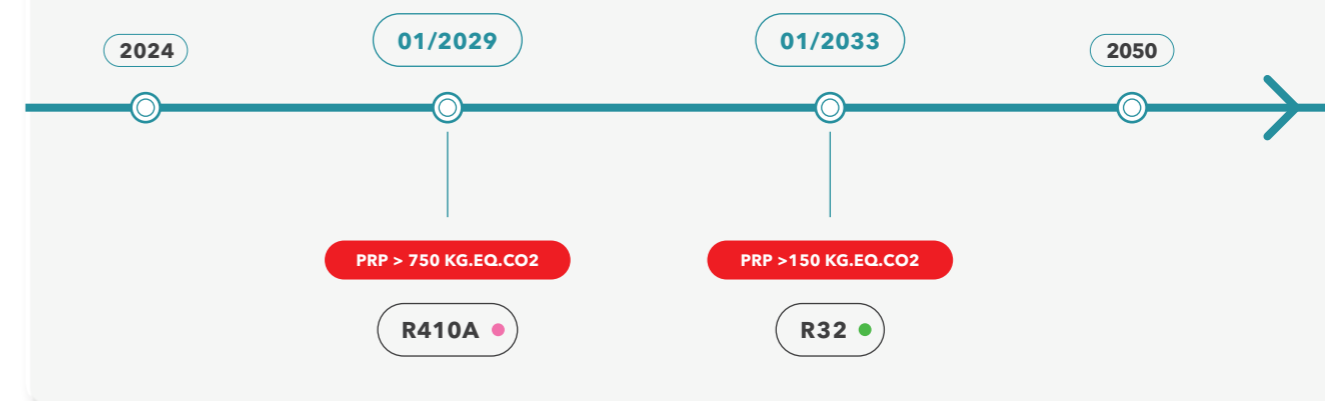 2024
01/2029
01/2033
2050
PRP > 750 KG.EQ.CO2
PRP >150 KG.EQ.CO2
R410A
R32